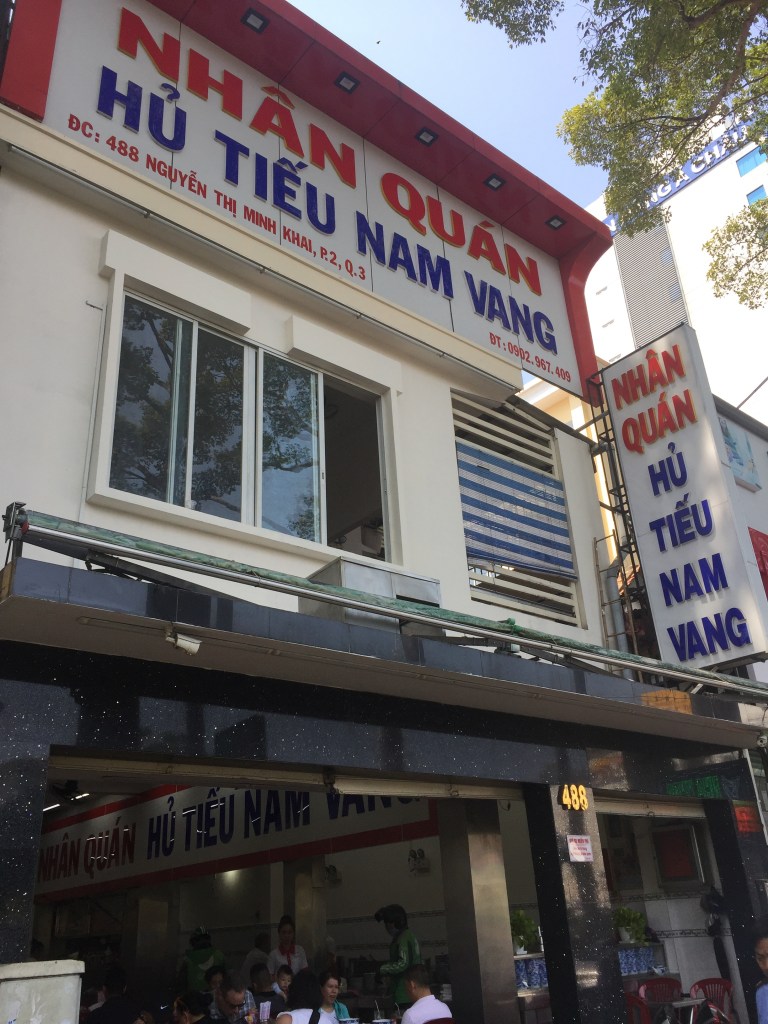 NHÂN QUÁN
HỦ TIẾU NAM VANG
ĐC: 488 NGUYỄN THỊ MINH KHAI, P.2, Q.3
ĐT: 0902.967.409
NHÂN
QUÁN
HỦ
TIẾU
NAM
VANG
NHÂN QUÁN HỦ TIẾU NAM VANG
488